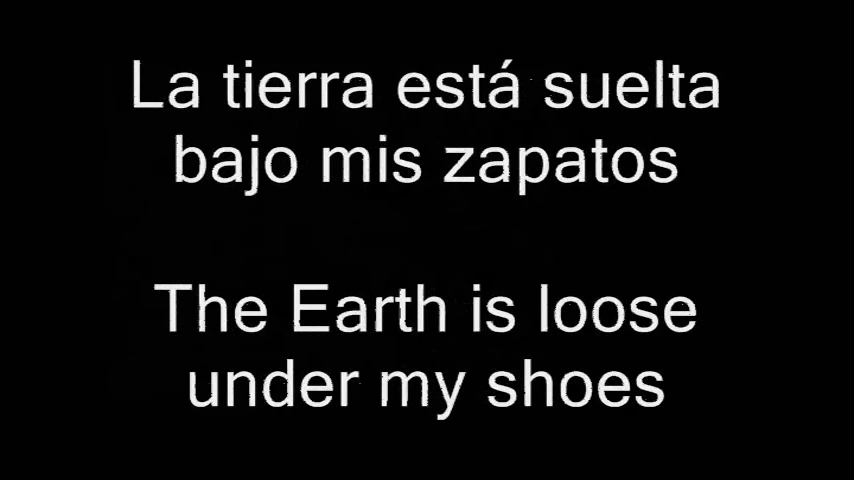 La tierra está suelta
bajo mis zapatos
The Earth is loose
under my shoes